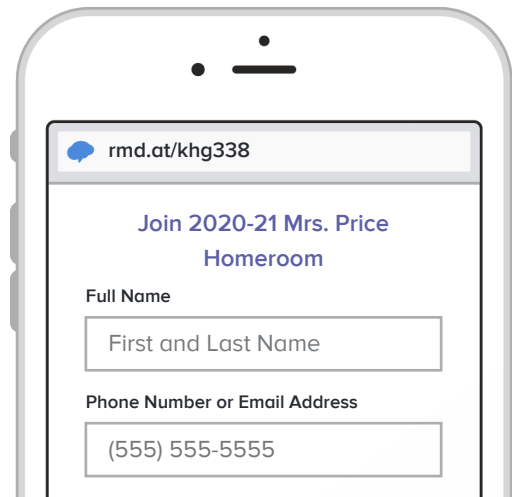 rmd.at/khg338
Join 2020-21 Mrs. Price
Homeroom
Full Name
First and Last Name
Phone Number or Email Address
(555) 555-5555